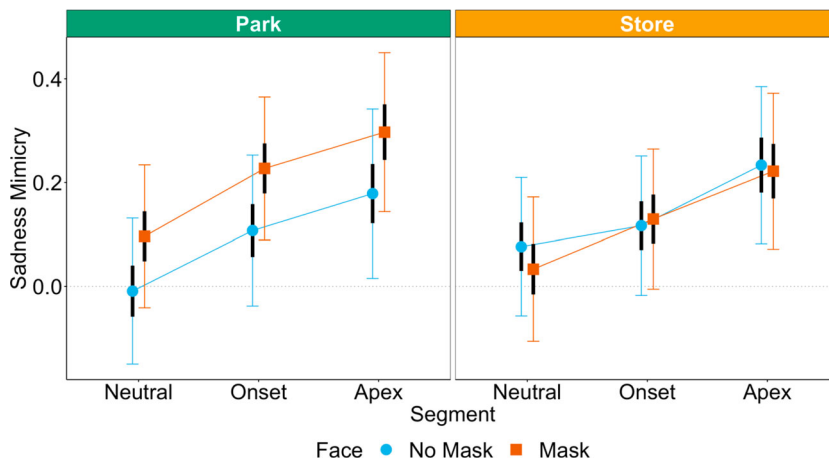 Park Store
Sadness Mimicry
0.4
0.2
0.0
Neutral Onset Apex Neutral Onset Apex
Segment
Face No Mask Mask